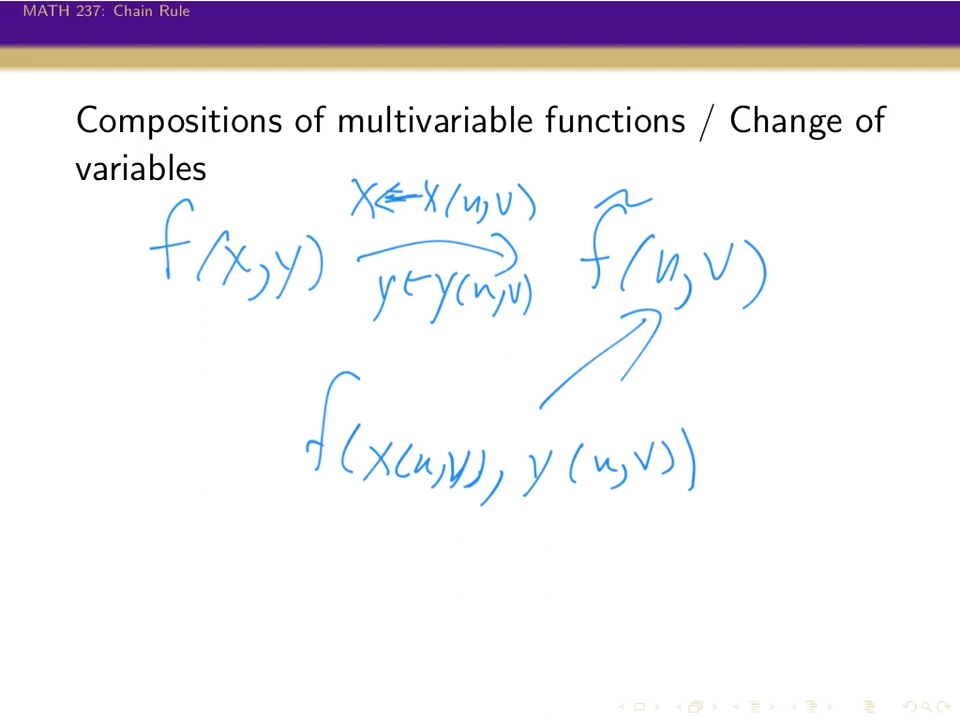 MATH 237: Chain Rule
Compositions of multivariable functions / Change of
variables
x ← x(u,v)
f(x,y) → f̃(u,v)
y ← y(u,v)
f(x(u,v), y(u,v))